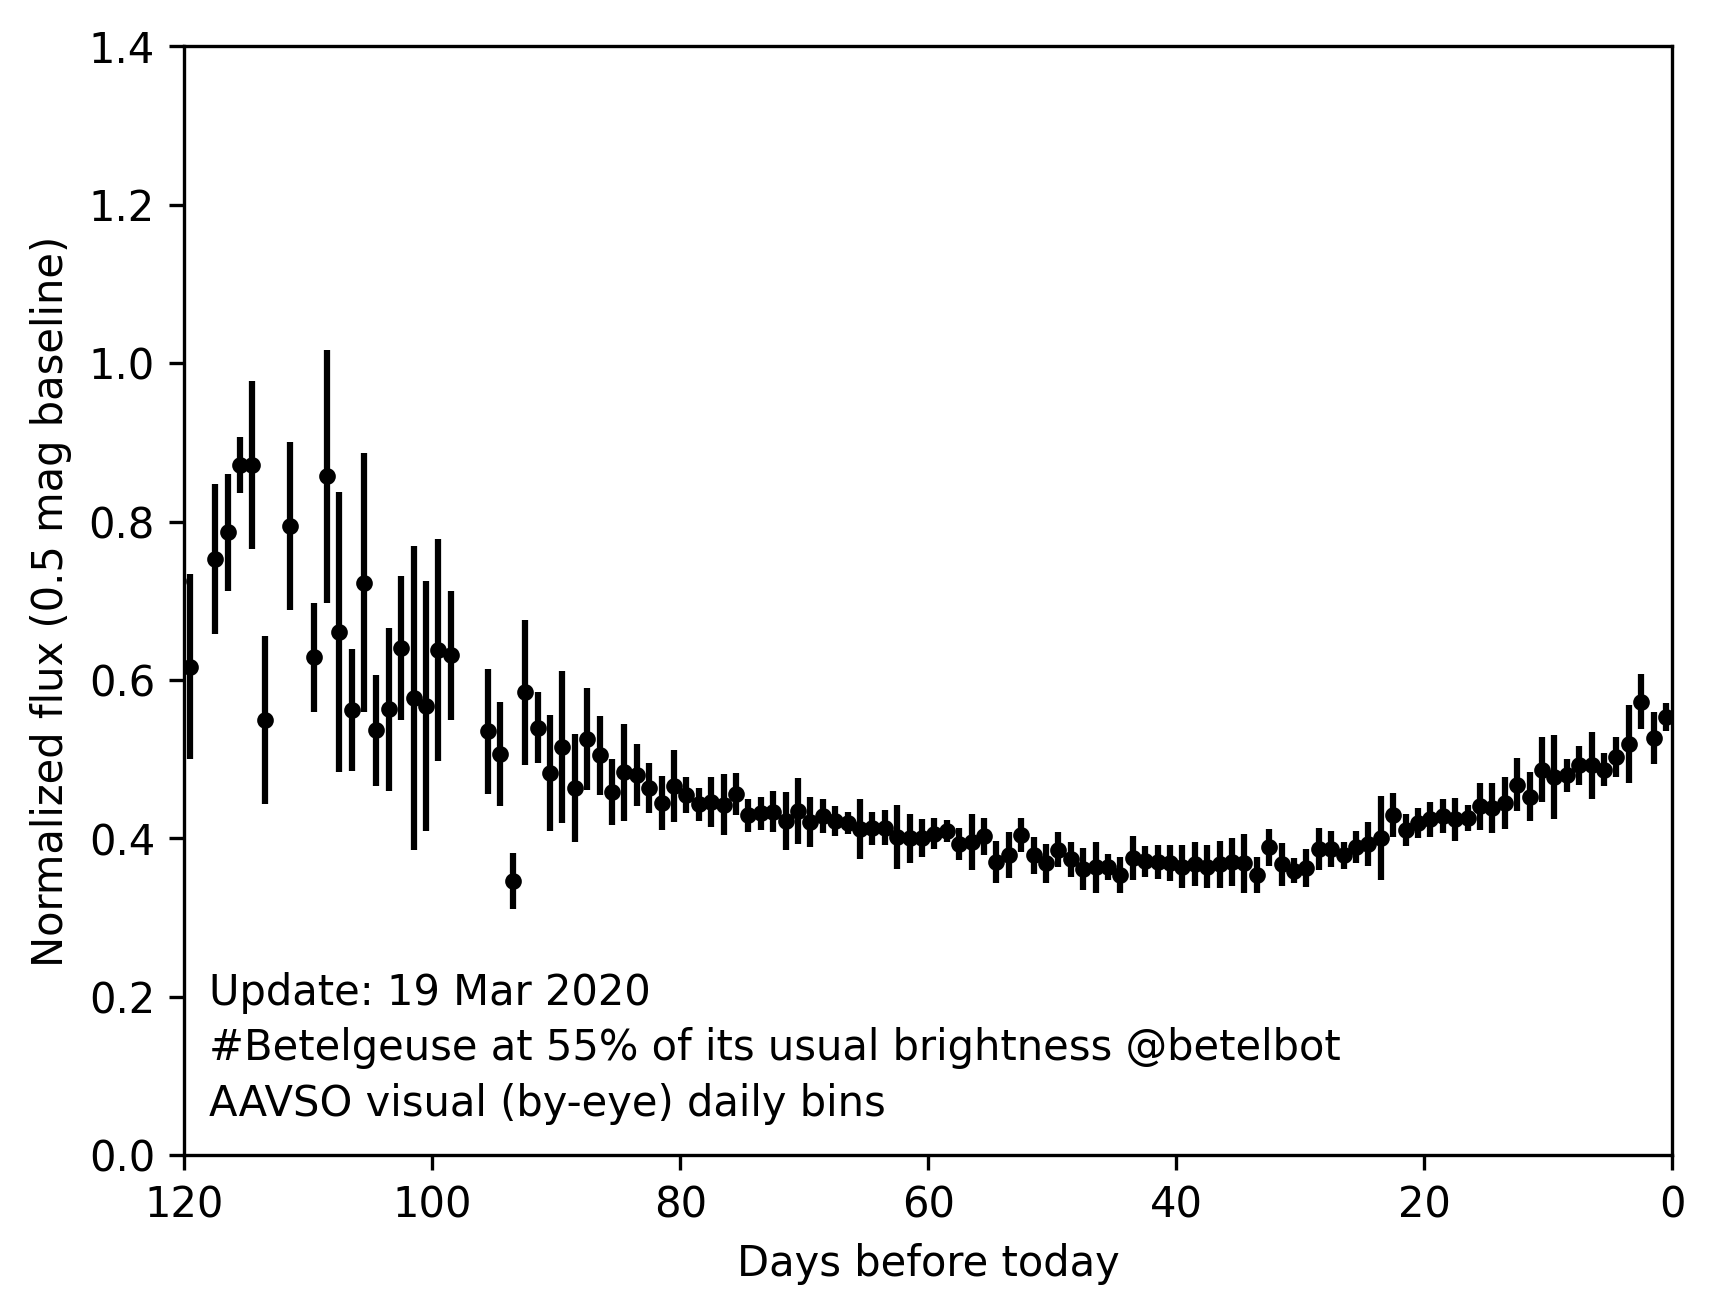 1.4
1.2
1.0
0.8
0.6
0.4
0.2
0.0
Normalized flux (0.5 mag baseline)
Update: 19 Mar 2020
#Betelgeuse at 55% of its usual brightness @betelbot
AAVSO visual (by-eye) daily bins
120 100 80 60 40 20 0
Days before today